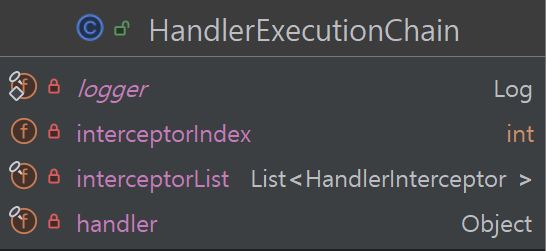 HandlerExecutionChain
logger Log
interceptorIndex int
interceptorList List<HandlerInterceptor >
handler Object